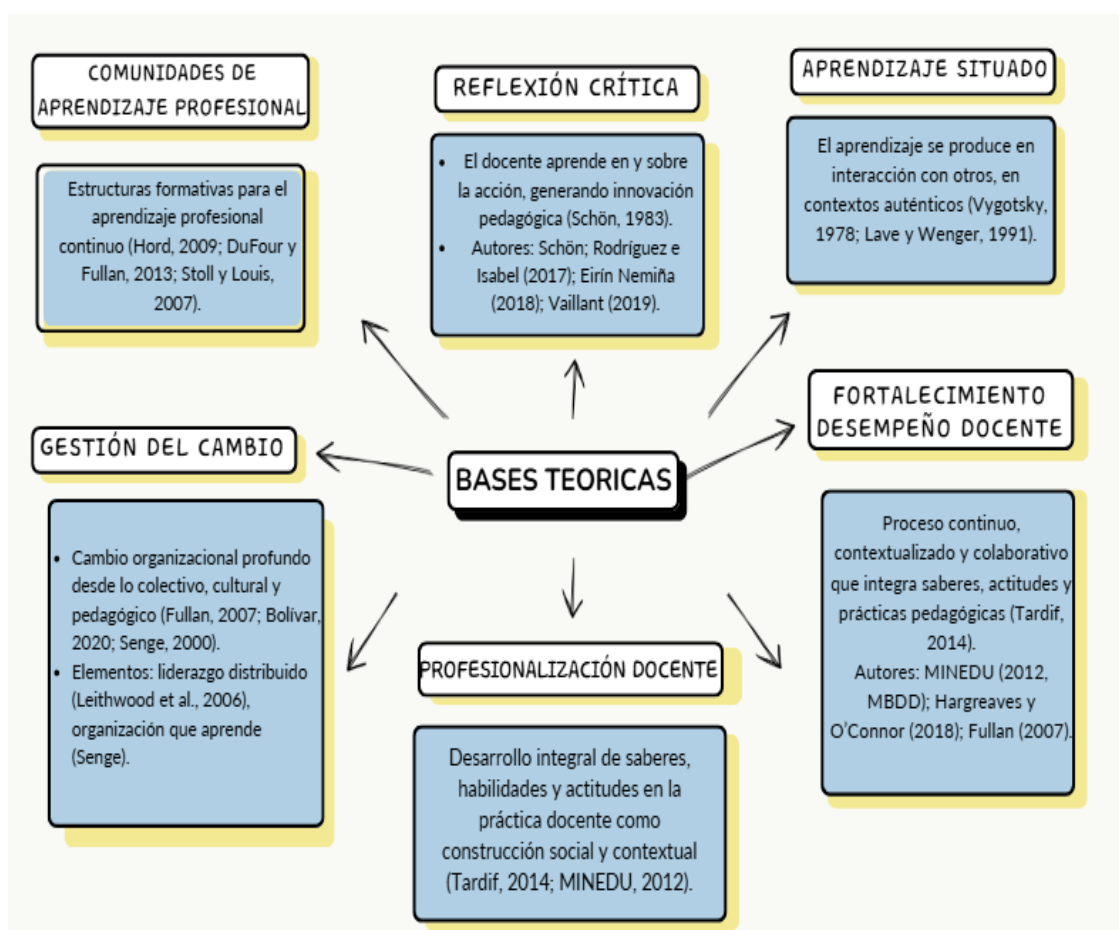 COMUNIDADES DE
APRENDIZAJE PROFESIONAL
Estructuras formativas para el
aprendizaje profesional
continuo (Hord, 2009; DuFour y
Fullan, 2013; Stoll y Louis,
2007).
REFLEXIÓN CRÍTICA
• El docente aprende en y sobre
la acción, generando innovación
pedagógica (Schön, 1983).
• Autores: Schön; Rodríguez e
Isabel (2017); Eirín Nemiña
(2018); Vaillant (2019).
APRENDIZAJE SITUADO
El aprendizaje se produce en
interacción con otros, en
contextos auténticos (Vygotsky,
1978; Lave y Wenger, 1991).
GESTIÓN DEL CAMBIO
• Cambio organizacional profundo
desde lo colectivo, cultural y
pedagógico (Fullan, 2007; Bolívar,
2020; Senge, 2000).
• Elementos: liderazgo distribuido
(Leithwood et al., 2006),
organización que aprende
(Senge).
BASES TEORICAS
FORTALECIMIENTO
DESEMPEÑO DOCENTE
Proceso continuo,
contextualizado y colaborativo
que integra saberes, actitudes y
prácticas pedagógicas (Tardif,
2014).
Autores: MINEDU (2012,
MBDD); Hargreaves y
O'Connor (2018); Fullan (2007).
PROFESIONALIZACIÓN DOCENTE
Desarrollo integral de saberes,
habilidades y actitudes en la
práctica docente como
construcción social y contextual
(Tardif, 2014; MINEDU, 2012).